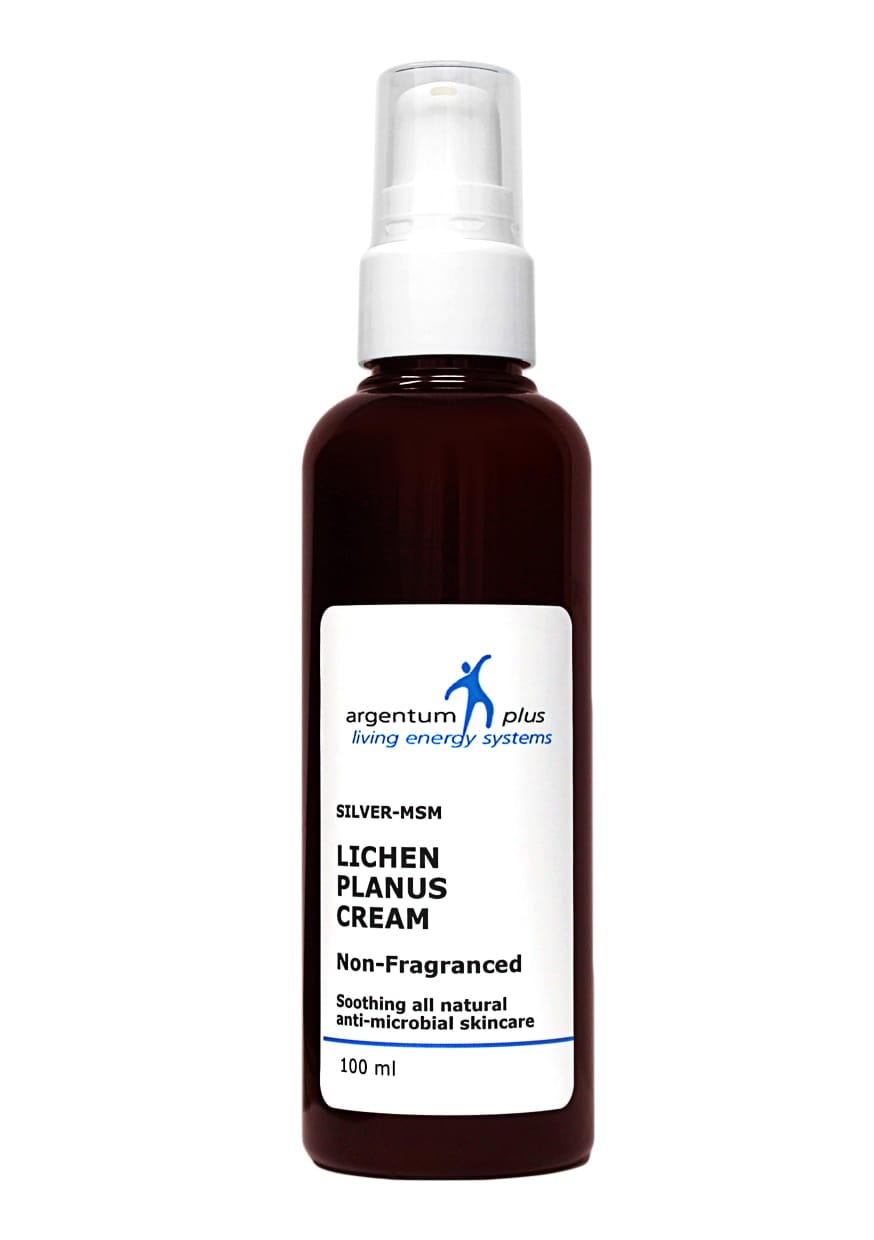 argentum plus
living energy systems
SILVER-MSM
LICHEN
PLANUS
CREAM
Non-Fragranced
Soothing all natural
anti-microbial skincare
100 ml